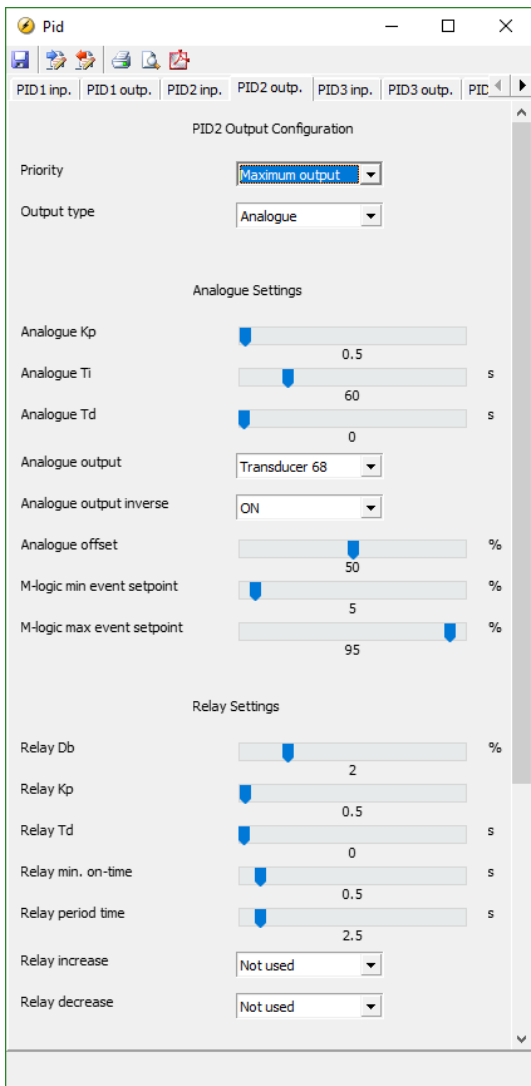 Pid
PID1 inp. PID1 outp. PID2 inp. PID2 outp. PID3 inp. PID3 outp. PID
PID2 Output Configuration
Priority Maximum output
Output type Analogue
Analogue Settings
Analogue Kp
0.5
Analogue Ti s
60
Analogue Td s
0
Analogue output Transducer 68
Analogue output inverse ON
Analogue offset %
50
M-logic min event setpoint %
5
M-logic max event setpoint %
95
Relay Settings
Relay Db %
2
Relay Kp
0.5
Relay Td s
0
Relay min. on-time s
0.5
Relay period time s
2.5
Relay increase Not used
Relay decrease Not used